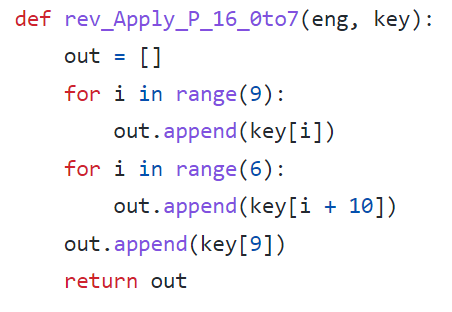 def rev_Apply_P_16_0to7(eng, key):
    out = []
    for i in range(9):
        out.append(key[i])
    for i in range(6):
        out.append(key[i + 10])
    out.append(key[9])
    return out